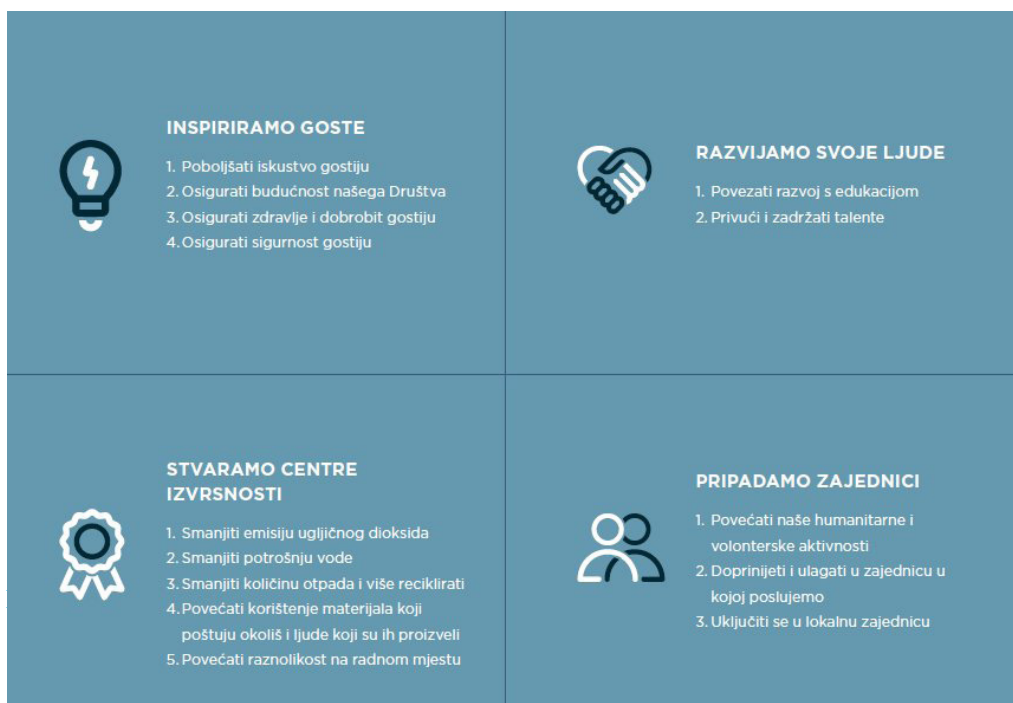 INSPIRIRAMO GOSTE
1. Poboljšati iskustvo gostiju
2. Osigurati budućnost našega Društva
3. Osigurati zdravlje i dobrobit gostiju
4. Osigurati sigurnost gostiju
RAZVIJAMO SVOJE LJUDE
1. Povezati razvoj s edukacijom
2. Privući i zadržati talente
STVARAMO CENTRE
IZVRSNOSTI
1. Smanjiti emisiju ugljičnog dioksida
2. Smanjiti potrošnju vode
3. Smanjiti količinu otpada i više reciklirati
4. Povećati korištenje materijala koji
poštuju okoliš i ljude koji su ih proizveli
5. Povećati raznolikost na radnom mjestu
PRIPADAMO ZAJEDNICI
1. Povećati naše humanitarne i
volonterske aktivnosti
2. Doprinijeti i ulagati u zajednicu u
kojoj poslujemo
3. Uključiti se u lokalnu zajednicu